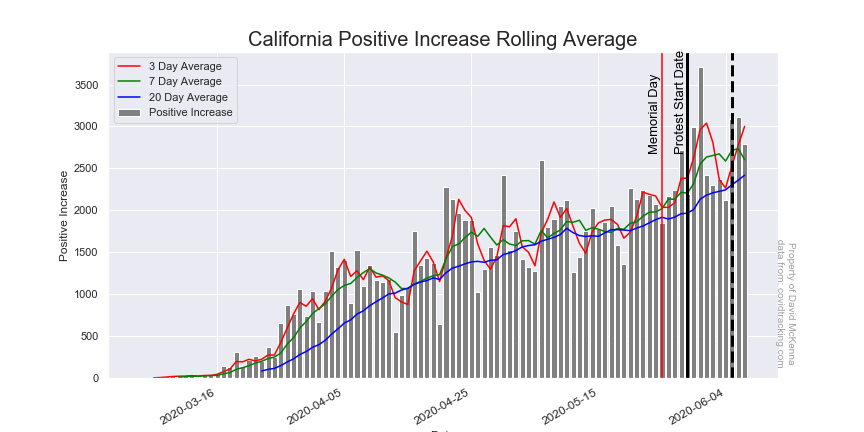 California Positive Increase Rolling Average
3 Day Average
7 Day Average
20 Day Average
Positive Increase
Memorial Day
Protest Start Date
Positive Increase
3500
3000
2500
2000
1500
1000
500
0
2020-03-16
2020-04-05
2020-04-25
2020-05-15
2020-06-04
Property of David McKenna
data from: covidtracking.com